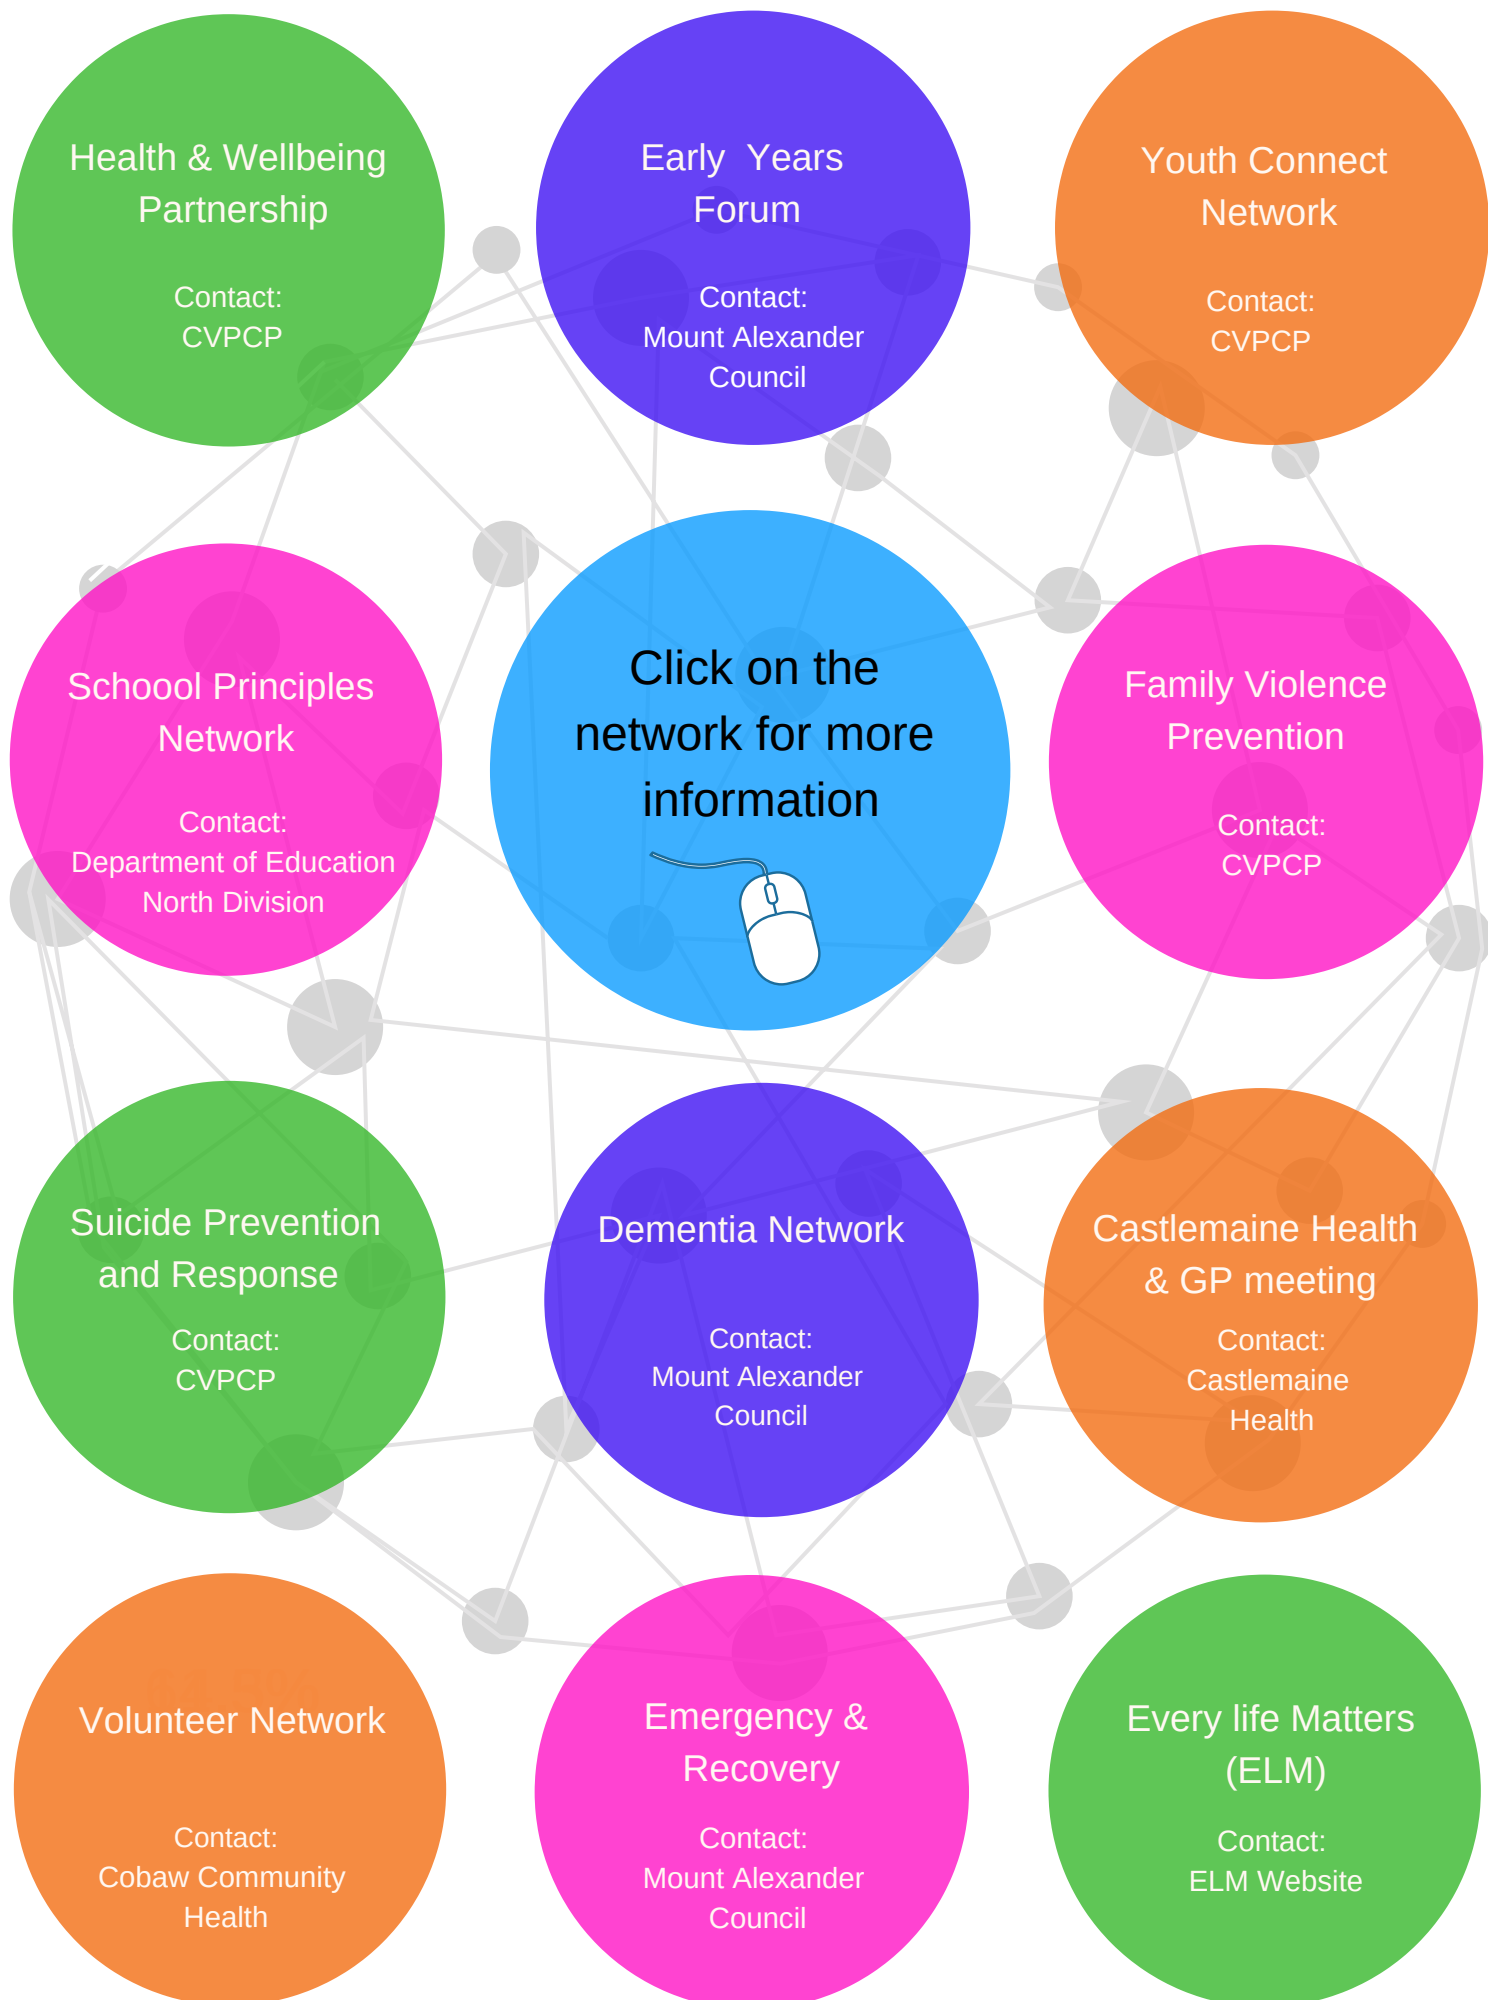 Health & Wellbeing
Partnership
Contact:
CVPCP
Early  Years
Forum
Contact:
Mount Alexander
Council
Youth Connect
Network
Contact:
CVPCP
Schoool Principles
Network
Contact:
Department of Education
North Division
Click on the
network for more
information
Family Violence
Prevention
Contact:
CVPCP
Suicide Prevention
and Response
Contact:
CVPCP
Dementia Network
Contact:
Mount Alexander
Council
Castlemaine Health
& GP meeting
Contact:
Castlemaine
Health
Volunteer Network
Contact:
Cobaw Community
Health
Emergency &
Recovery
Contact:
Mount Alexander
Council
Every life Matters
(ELM)
Contact:
ELM Website